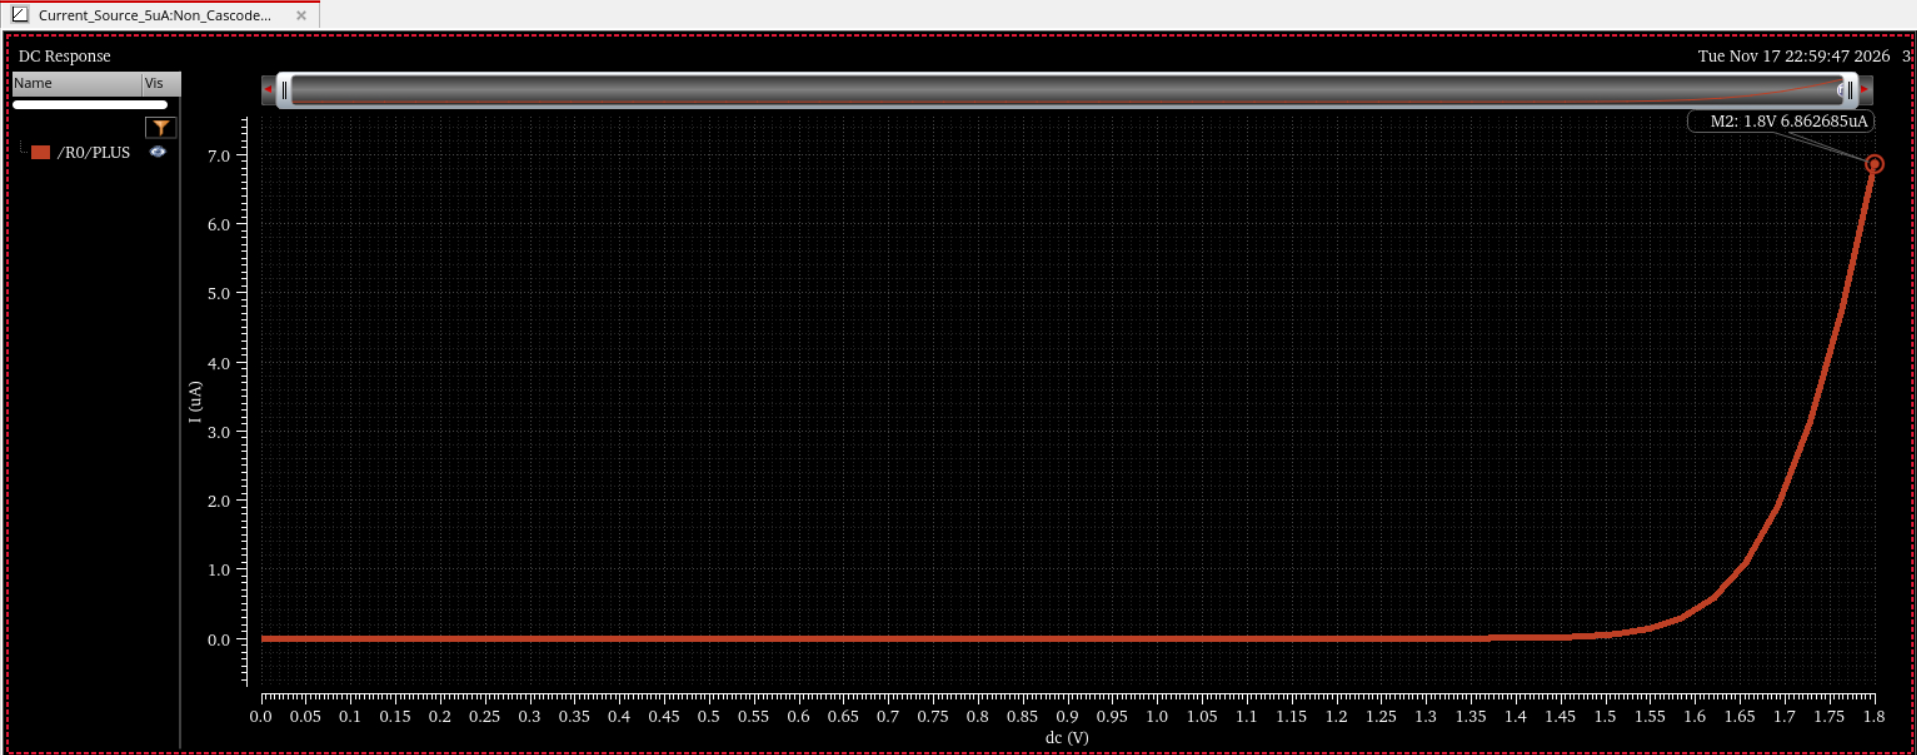 Current_Source_5uA:Non_Cascode...
DC Response
Tue Nov 17 22:59:47 2026 3
Name Vis
/R0/PLUS
M2: 1.8V 6.862685uA
7.0
6.0
5.0
4.0
3.0
2.0
1.0
0.0
I (uA)
0.0 0.05 0.1 0.15 0.2 0.25 0.3 0.35 0.4 0.45 0.5 0.55 0.6 0.65 0.7 0.75 0.8 0.85 0.9 0.95 1.0 1.05 1.1 1.15 1.2 1.25 1.3 1.35 1.4 1.45 1.5 1.55 1.6 1.65 1.7 1.75 1.8
dc (V)